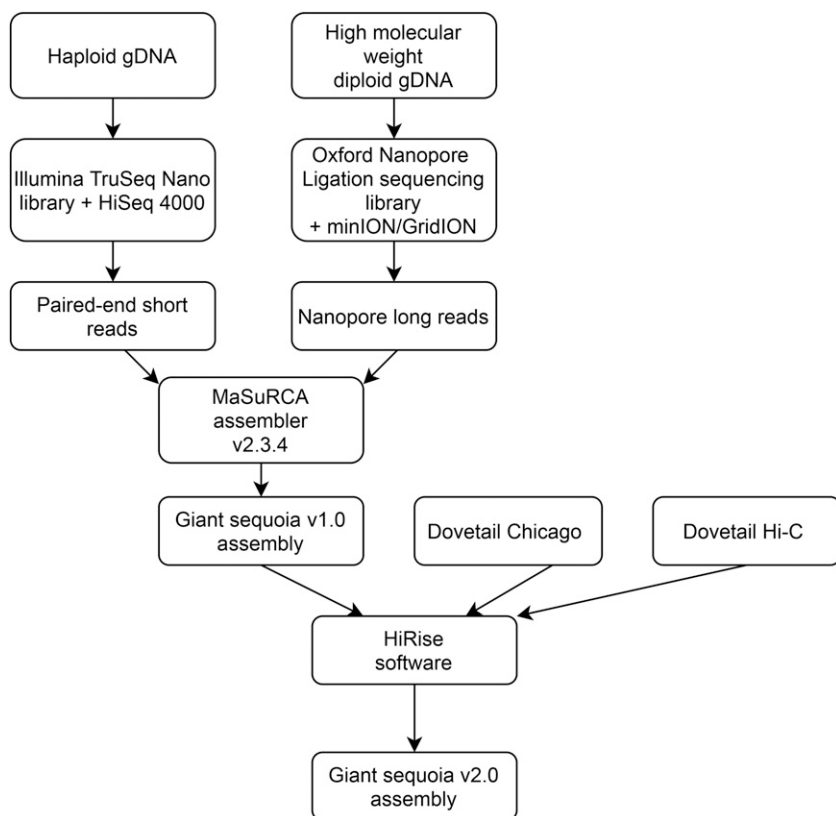 Haploid gDNA
High molecular
weight
diploid gDNA
Illumina TruSeq Nano
library + HiSeq 4000
Oxford Nanopore
Ligation sequencing
library
+ minION/GridION
Paired-end short
reads
Nanopore long reads
MaSuRCA
assembler
v2.3.4
Giant sequoia v1.0
assembly
Dovetail Chicago
Dovetail Hi-C
HiRise
software
Giant sequoia v2.0
assembly